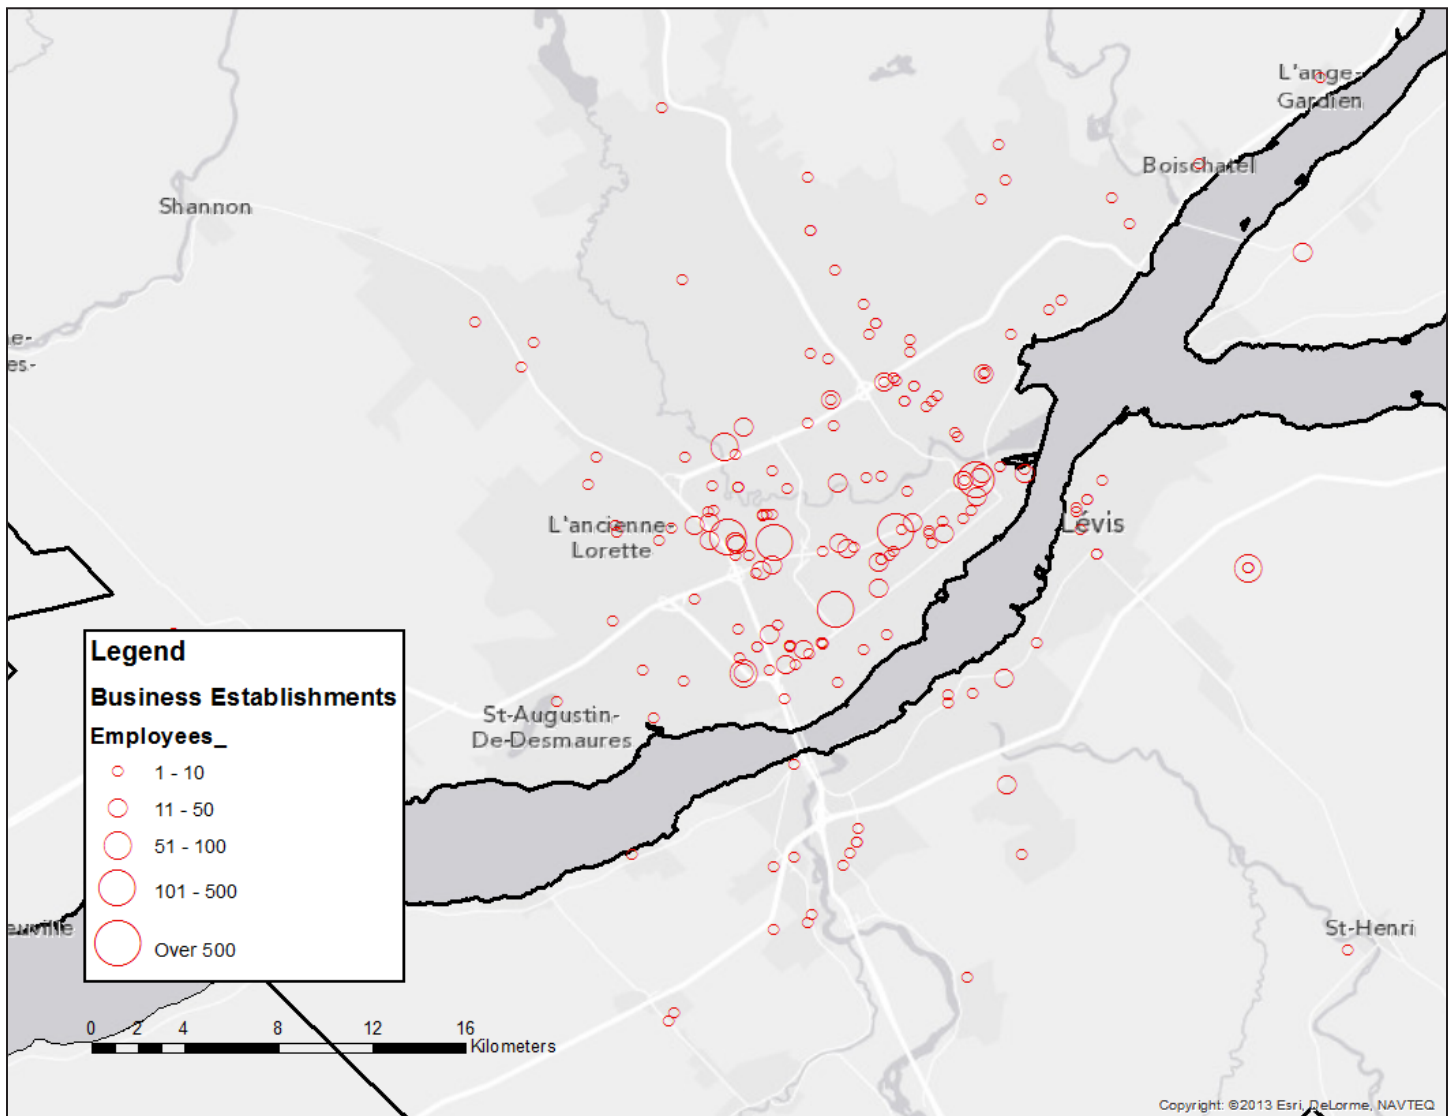 L'ange-
Gardien
Boischatel
Shannon
ne-
es-
L'ancienne-
Lorette
Lévis
St-Augustin-
De-Desmaures
Legend
Business Establishments
Employees_
1 - 10
11 - 50
51 - 100
101 - 500
Over 500
St-Henri
0 2 4 8 12 16
Kilometers
Copyright: ©2013 Esri, DeLorme, NAVTEQ